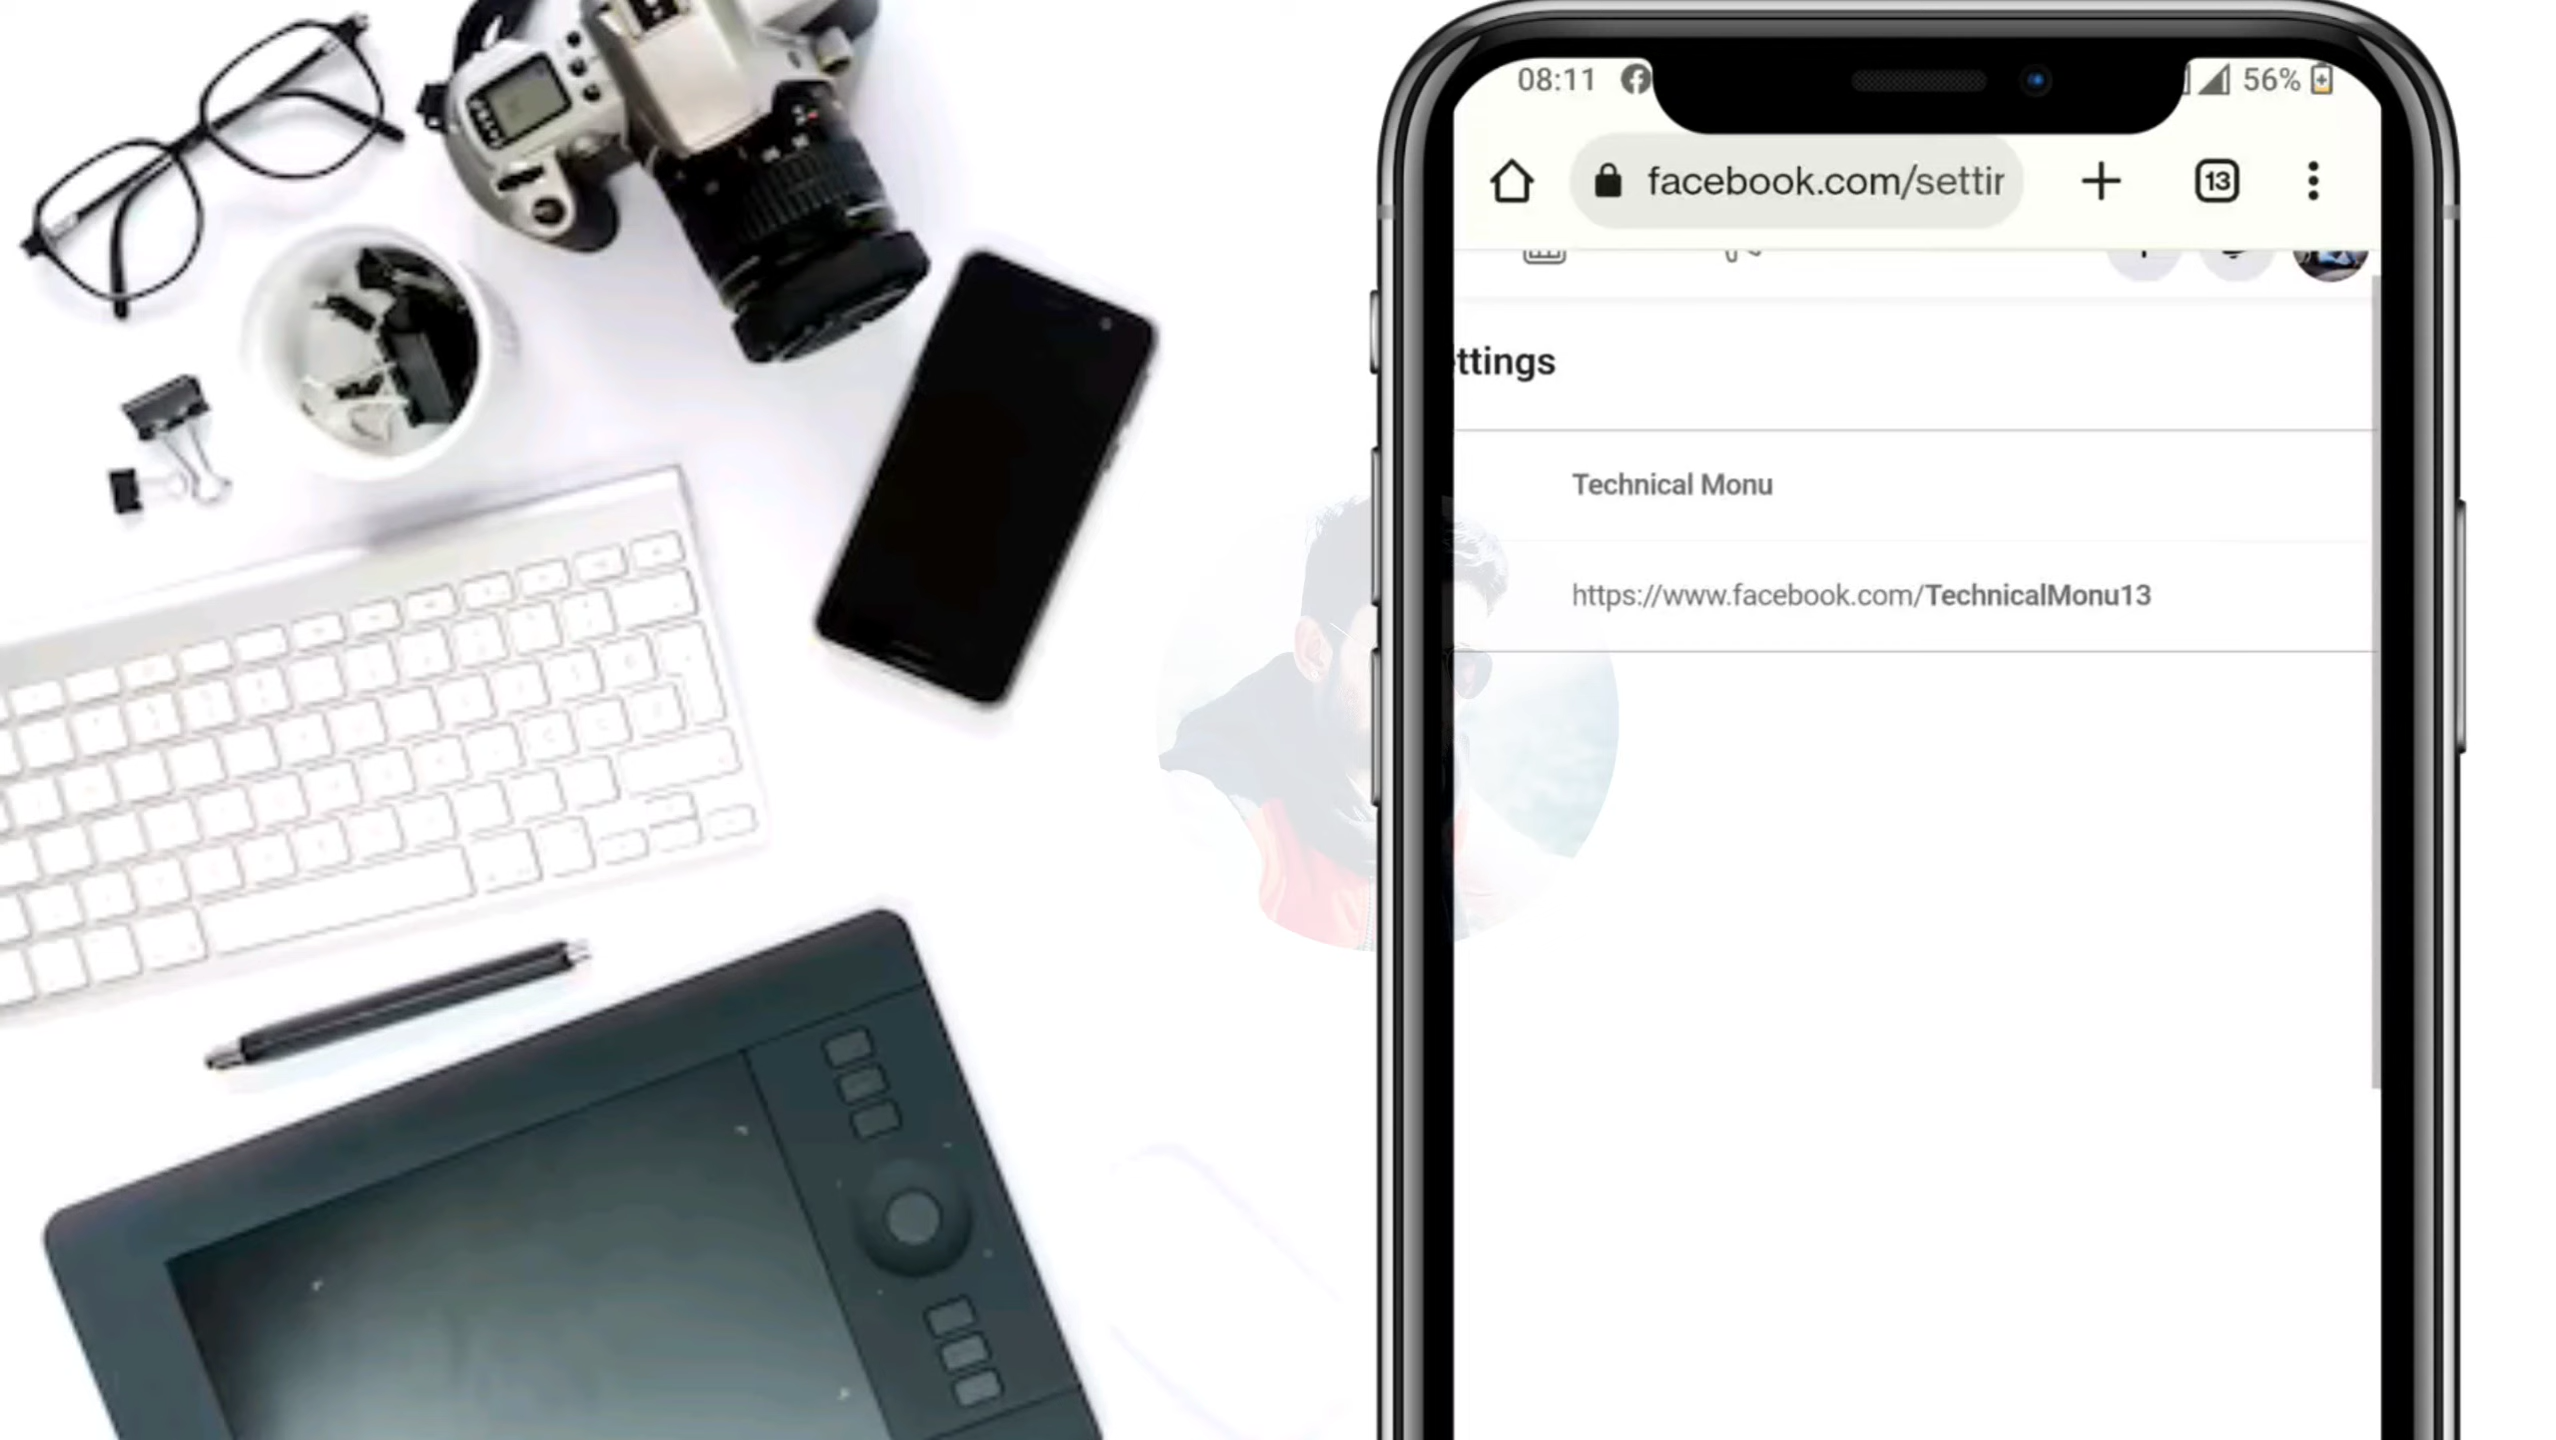 08:11
56%
facebook.com/settir
13
ttings
Technical Monu
https://www.facebook.com/TechnicalMonu13